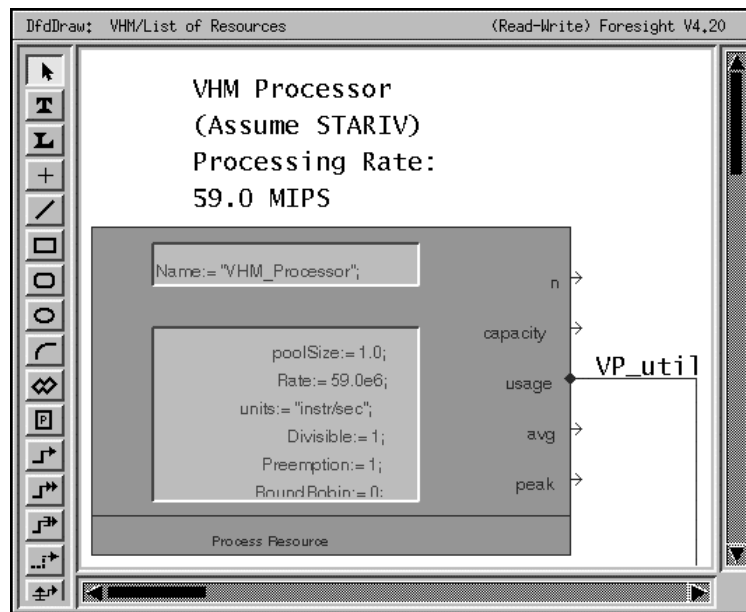 DfdDraw: VHM/List of Resources (Read-Write) Foresight V4.20
T
L
P
VHM Processor
(Assume STARIV)
Processing Rate:
59.0 MIPS
Name:= "VHM_Processor";
n
capacity
usage
avg
peak
VP_util
poolSize:= 1.0;
Rate:= 59.0e6;
units:= "instr/sec";
Divisible:= 1;
Preemption:= 1;
RoundRobin:= 0;
Process Resource